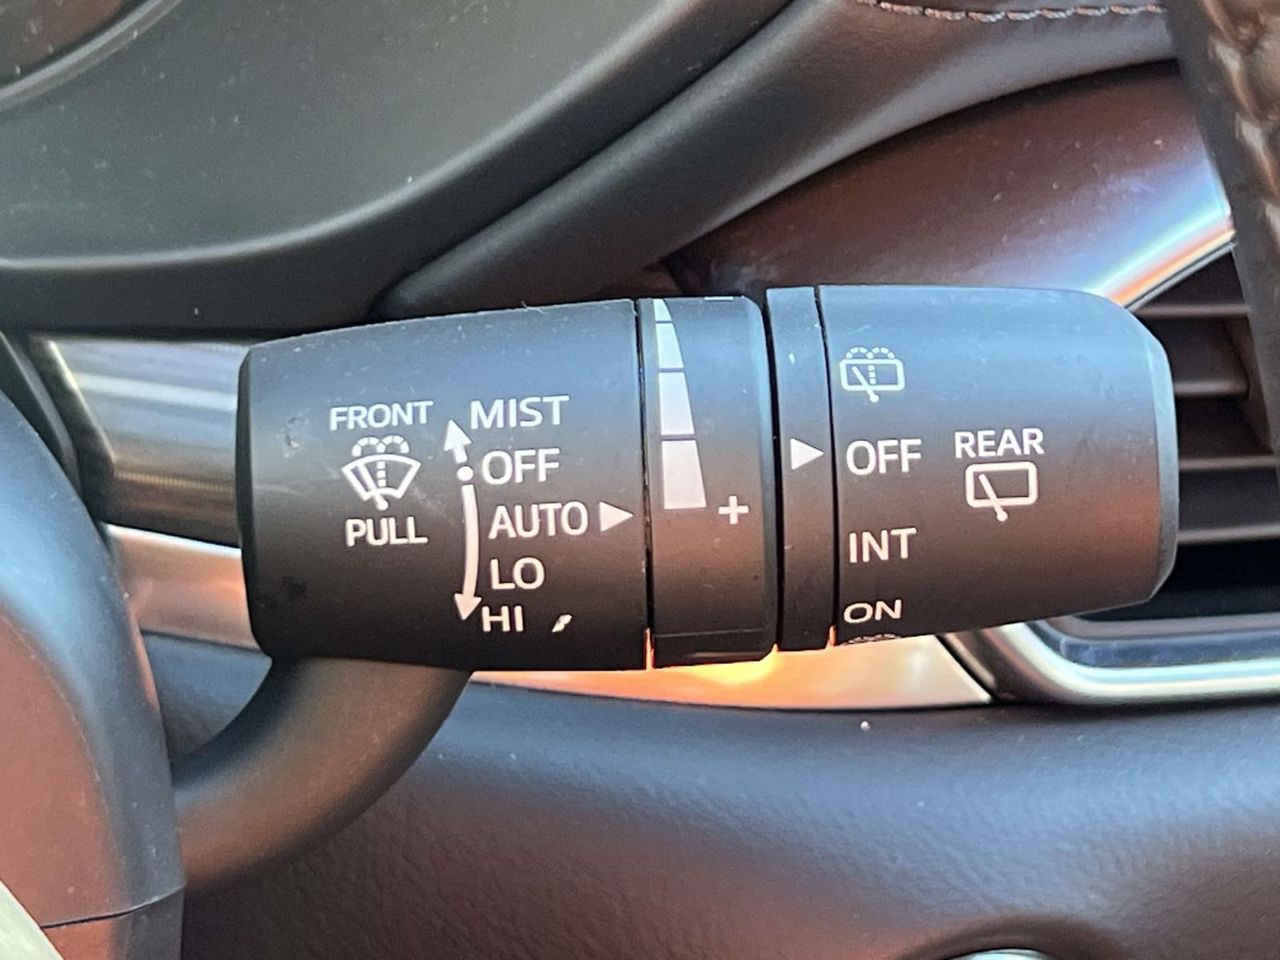 FRONT
PULL
MIST
OFF
AUTO
LO
HI
+
OFF
INT
ON
REAR